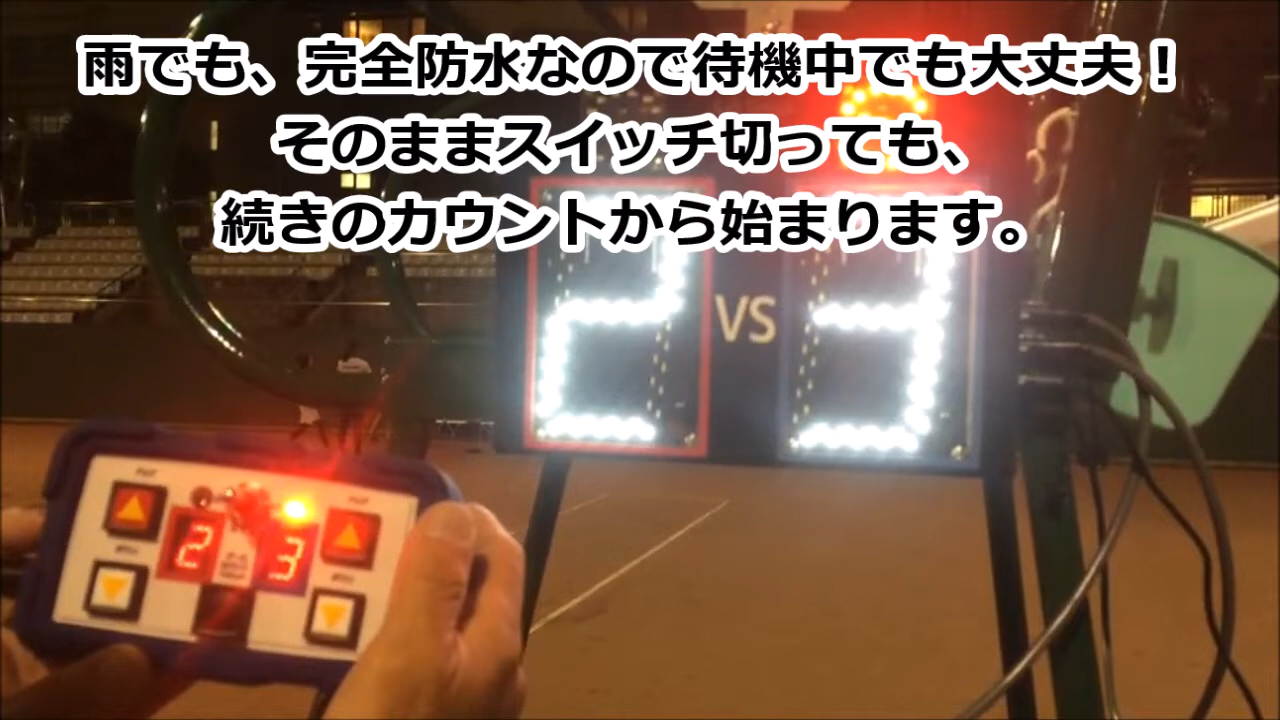 雨でも、完全防水なので待機中でも大丈夫！
そのままスイッチ切っても、
続きのカウントから始まります。
2 VS 3
2 3